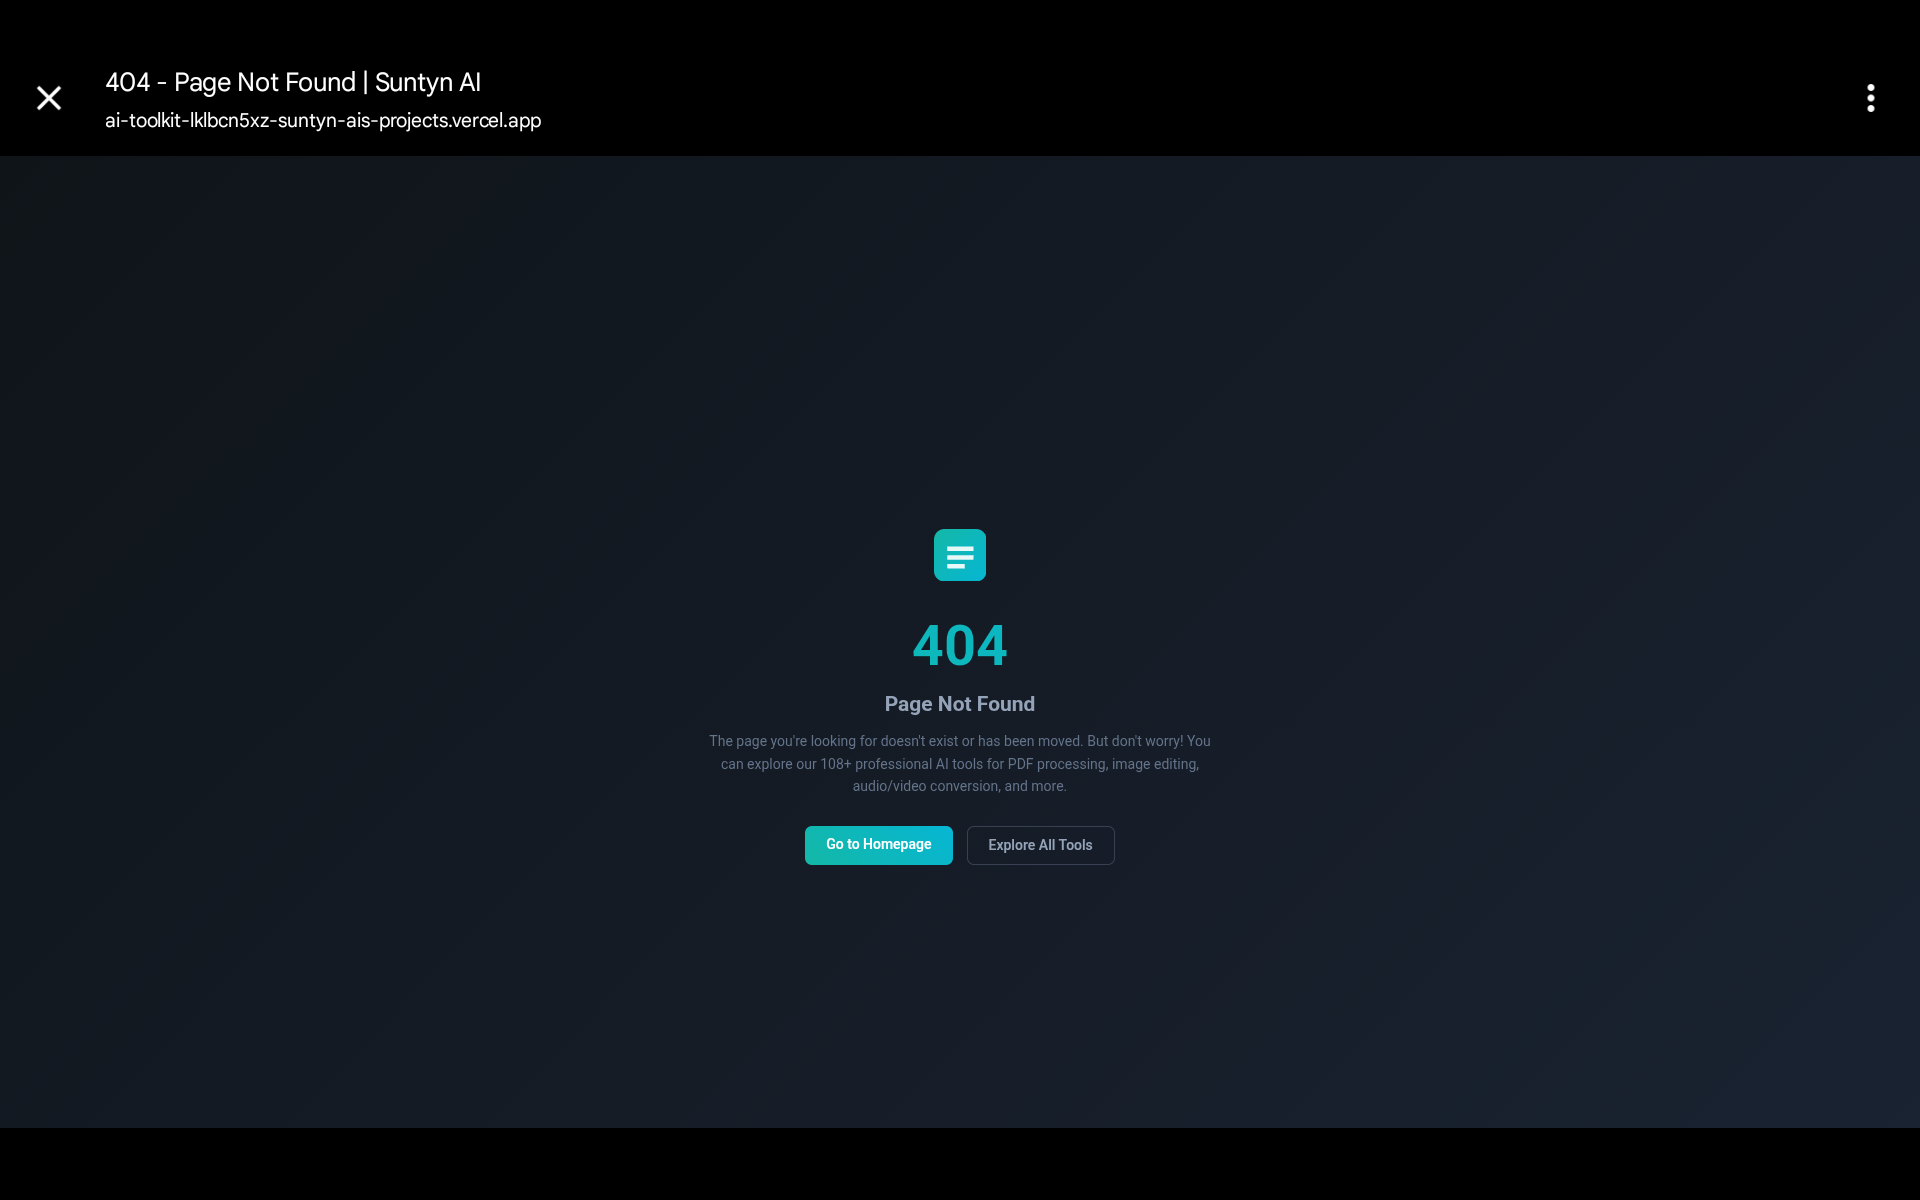 404 - Page Not Found | Suntyn AI
ai-toolkit-lklbcn5xz-suntyn-ais-projects.vercel.app
404
Page Not Found
The page you're looking for doesn't exist or has been moved. But don't worry! You
can explore our 108+ professional AI tools for PDF processing, image editing,
audio/video conversion, and more.
Go to Homepage
Explore All Tools